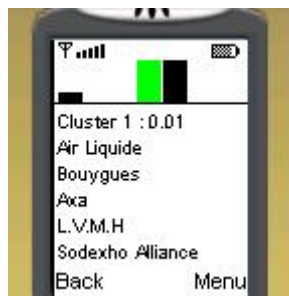 Cluster 1 : 0.01
Air Liquide
Bouygues
Axa
L.V.M.H
Sodexho Alliance
Back Menu